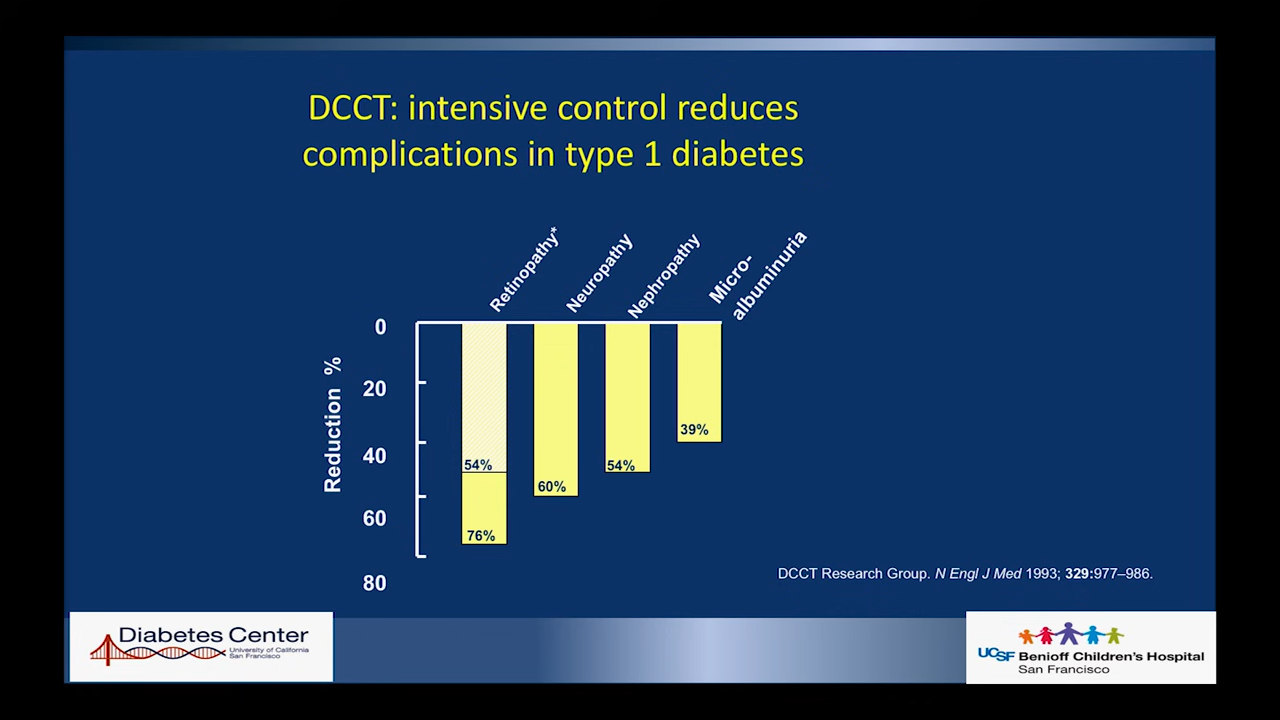 DCCT: intensive control reduces
complications in type 1 diabetes
Retinopathy*
Neuropathy
Nephropathy
Micro-
albuminuria
Reduction %
0
20
40
60
80
54%
76%
60%
54%
39%
DCCT Research Group. N Engl J Med 1993; 329:977–986.
Diabetes Center
University of California
San Francisco
UCSF Benioff Children's Hospital
San Francisco